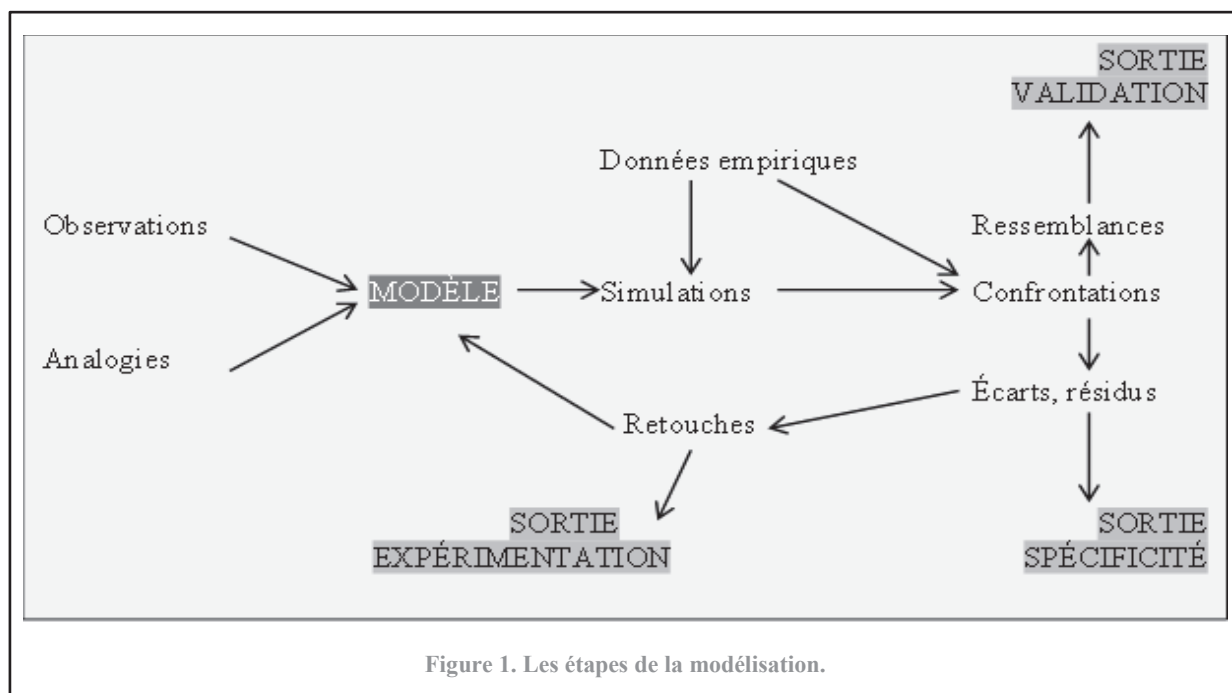 SORTIE
VALIDATION
Données empiriques
Observations
Ressemblances
MODÈLE
Simulations
Confrontations
Analogies
Écarts, résidus
Retouches
SORTIE
EXPÉRIMENTATION
SORTIE
SPÉCIFICITÉ
Figure 1. Les étapes de la modélisation.